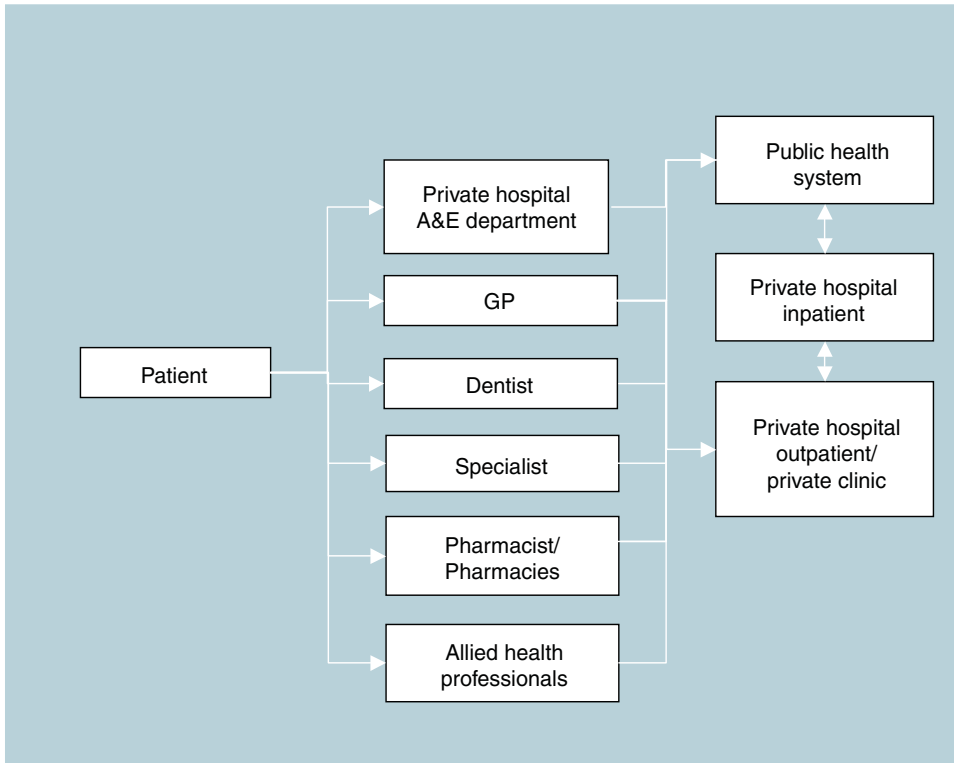 Patient
Private hospital
A&E department
GP
Dentist
Specialist
Pharmacist/
Pharmacies
Allied health
professionals
Public health
system
Private hospital
inpatient
Private hospital
outpatient/
private clinic